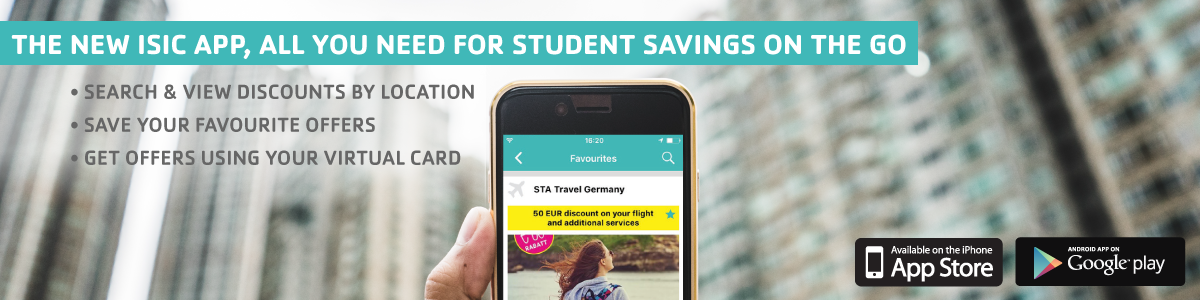 THE NEW ISIC APP, ALL YOU NEED FOR STUDENT SAVINGS ON THE GO
• SEARCH & VIEW DISCOUNTS BY LOCATION
• SAVE YOUR FAVOURITE OFFERS
• GET OFFERS USING YOUR VIRTUAL CARD
16:20
Favourites
STA Travel Germany
50 EUR discount on your flight
and additional services
RABATT
Available on the iPhone
App Store
ANDROID APP ON
Google play